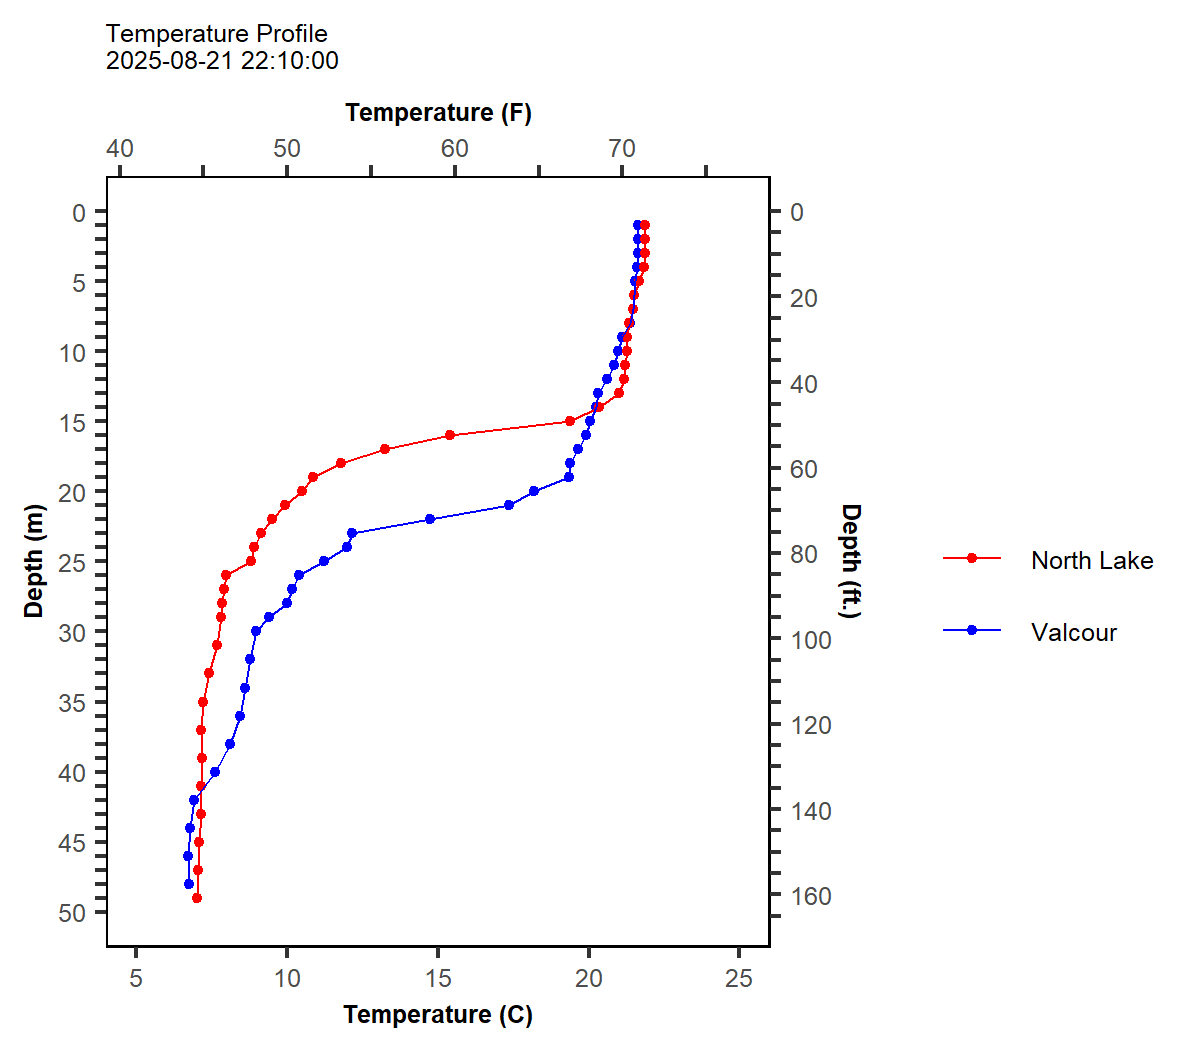 Temperature Profile
2025-08-21 22:10:00
Temperature (F)
40 50 60 70
0
5
10
15
20
25
30
35
40
45
50
Depth (m)
0
20
40
60
80
100
120
140
160
Depth (ft.)
North Lake
Valcour
5 10 15 20 25
Temperature (C)